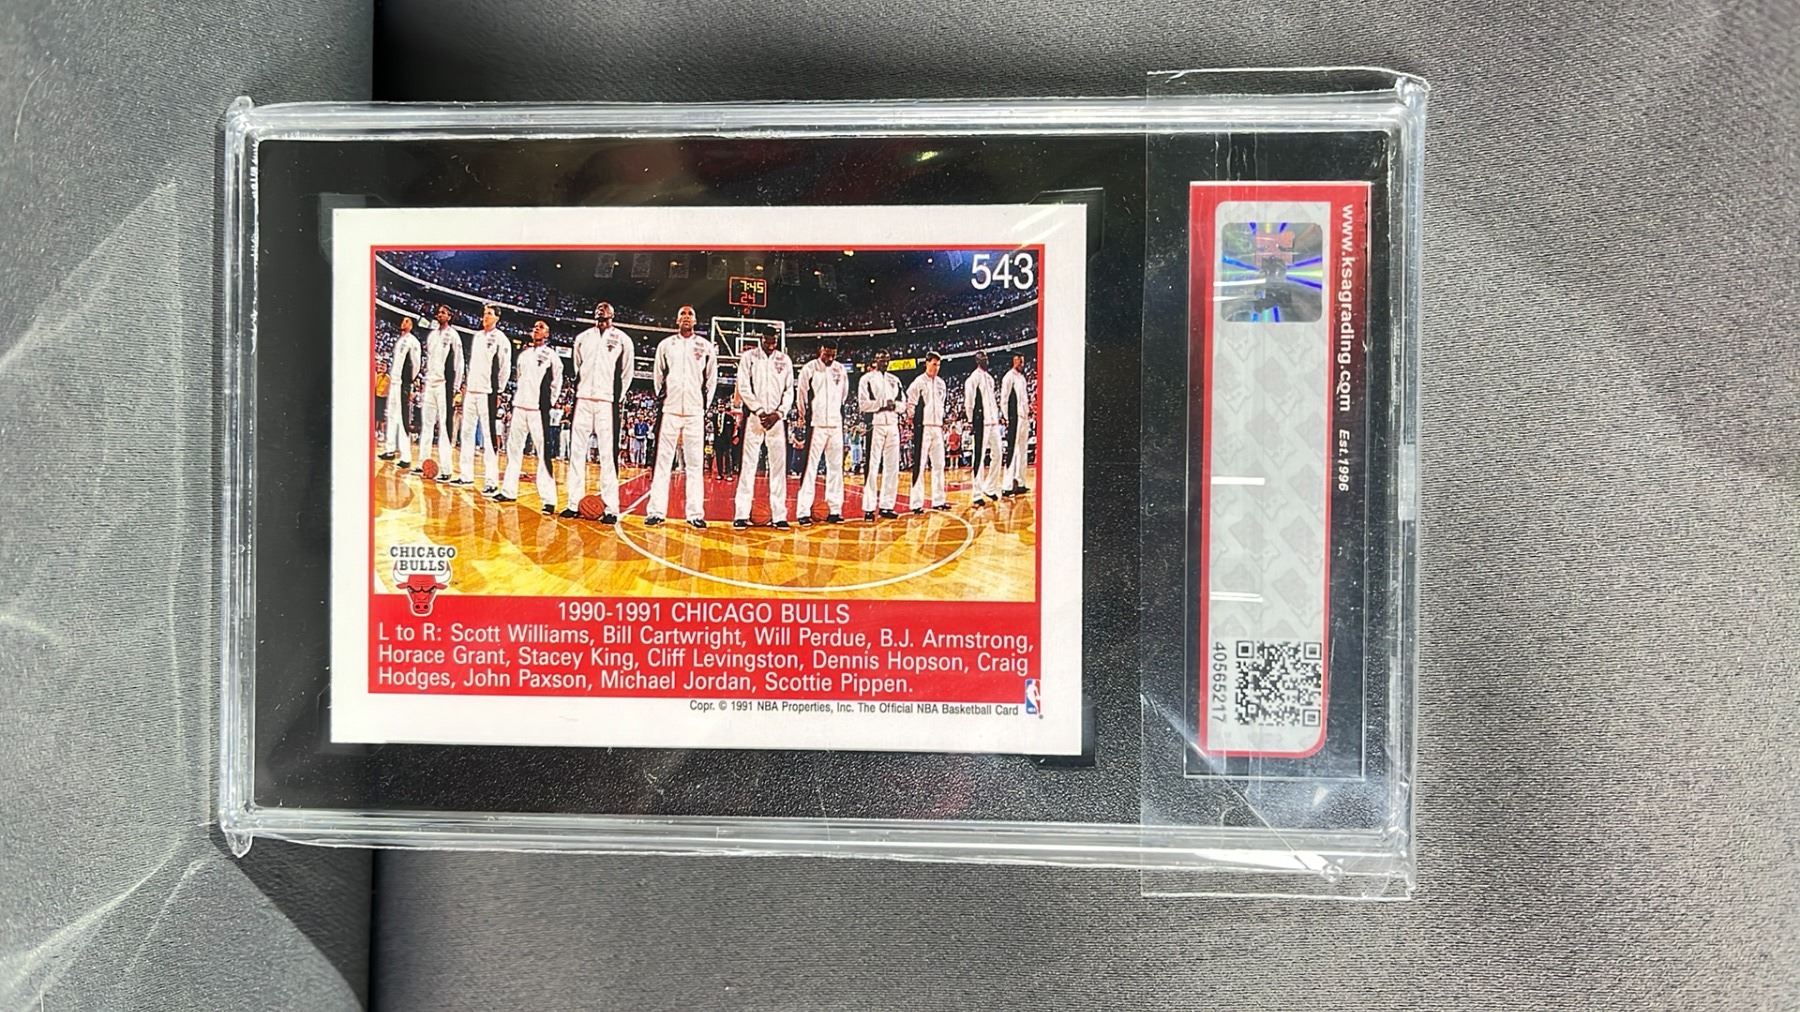 543
7:45
24
CHICAGO
BULLS
1990-1991 CHICAGO BULLS
L to R: Scott Williams, Bill Cartwright, Will Perdue, B.J. Armstrong,
Horace Grant, Stacey King, Cliff Levingston, Dennis Hopson, Craig
Hodges, John Paxson, Michael Jordan, Scottie Pippen.
Copr. © 1991 NBA Properties, Inc. The Official NBA Basketball Card
www.ksagrading.com Est.1996
40565217